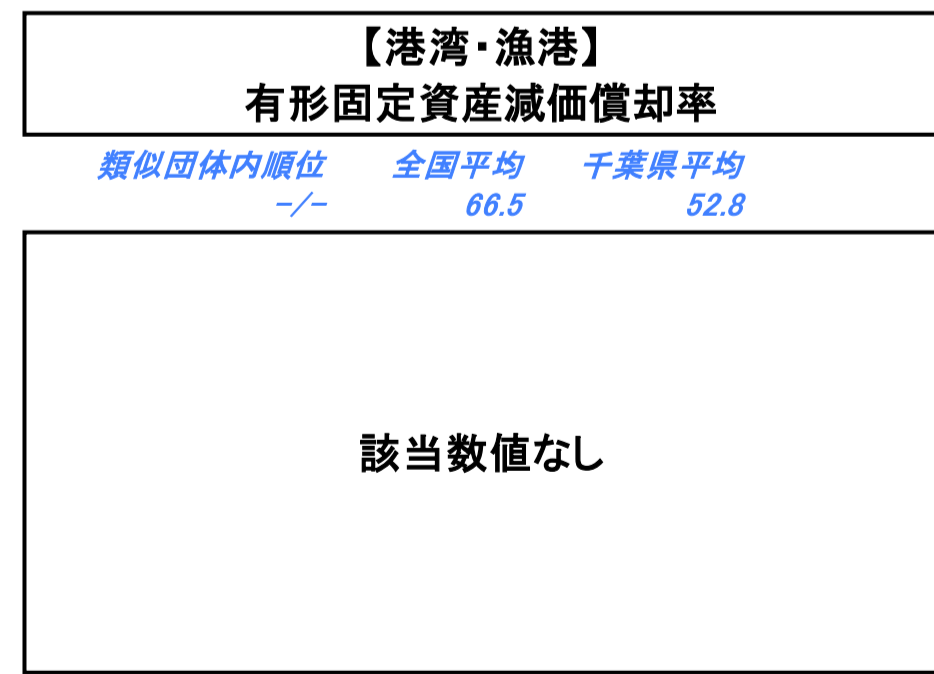 【港湾・漁港】
有形固定資産減価償却率
類似団体内順位 全国平均 千葉県平均
-/- 66.5 52.8
該当数値なし